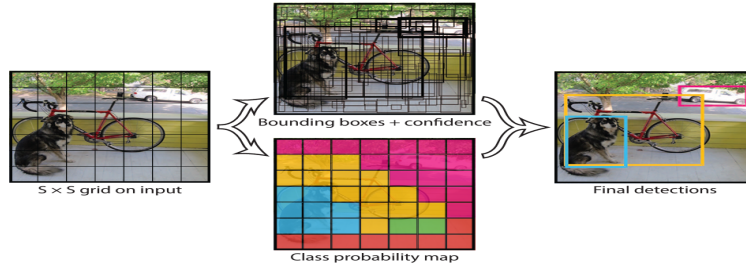 Bounding boxes + confidence
S × S grid on input
Final detections
Class probability map